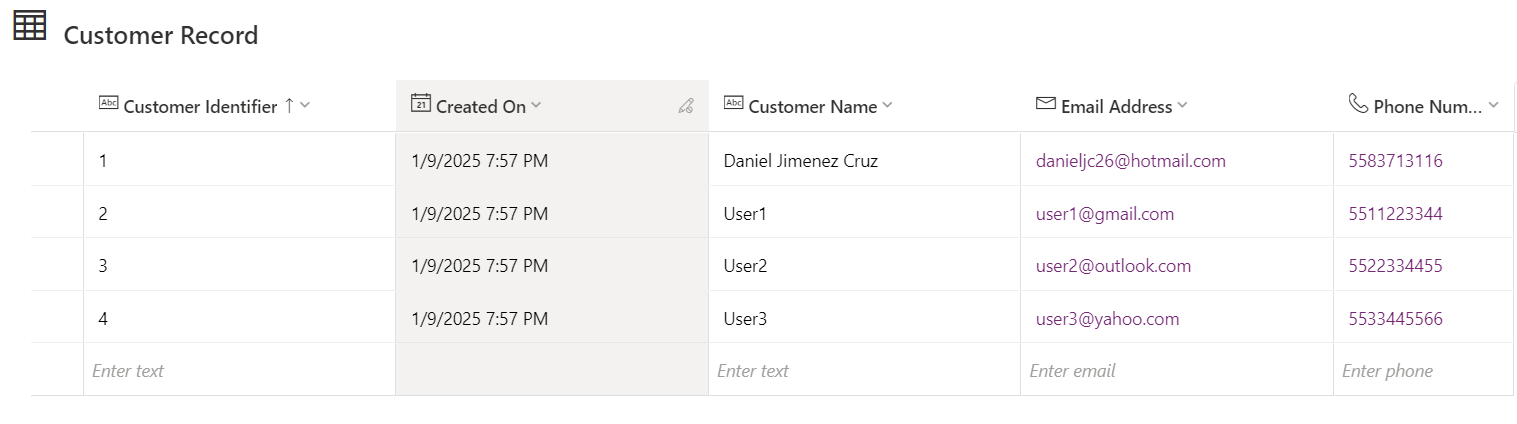 Customer Record
Abc Customer Identifier ↑ 21 Created On Abc Customer Name Email Address Phone Num...
1 1/9/2025 7:57 PM Daniel Jimenez Cruz danieljc26@hotmail.com 5583713116
2 1/9/2025 7:57 PM User1 user1@gmail.com 5511223344
3 1/9/2025 7:57 PM User2 user2@outlook.com 5522334455
4 1/9/2025 7:57 PM User3 user3@yahoo.com 5533445566
Enter text Enter text Enter email Enter phone